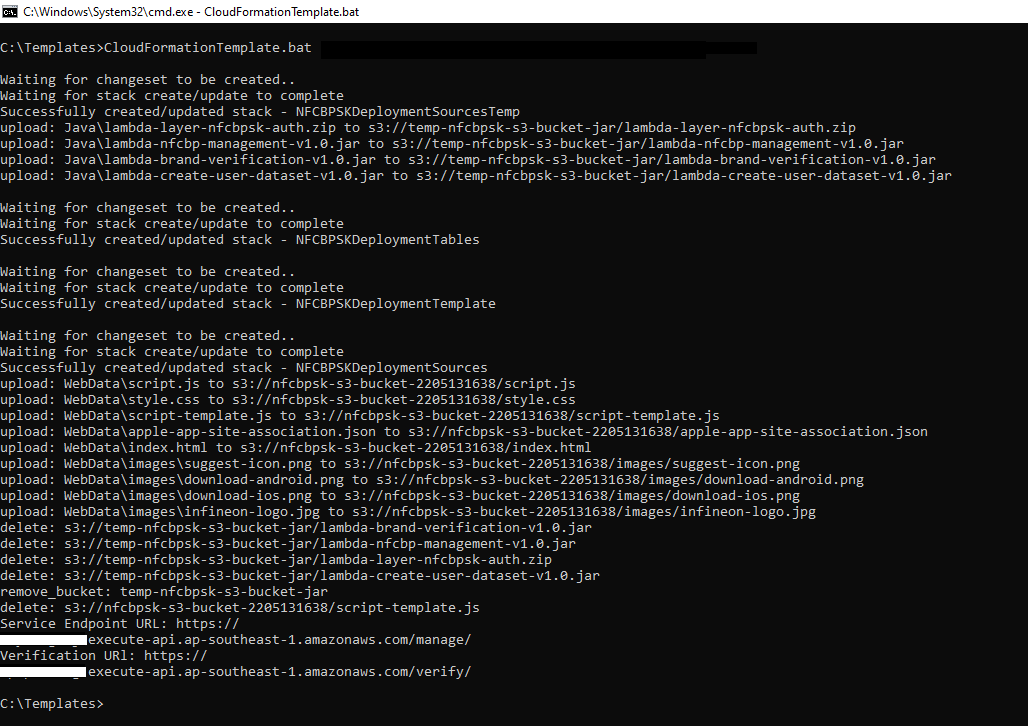 C:\Windows\System32\cmd.exe - CloudFormationTemplate.bat
C:\Templates>CloudFormationTemplate.bat
Waiting for changeset to be created..
Waiting for stack create/update to complete
Successfully created/updated stack - NFCBPSKDeploymentSourcesTemp
upload: Java\lambda-layer-nfcbpsk-auth.zip to s3://temp-nfcbpsk-s3-bucket-jar/lambda-layer-nfcbpsk-auth.zip
upload: Java\lambda-nfcbp-management-v1.0.jar to s3://temp-nfcbpsk-s3-bucket-jar/lambda-nfcbp-management-v1.0.jar
upload: Java\lambda-brand-verification-v1.0.jar to s3://temp-nfcbpsk-s3-bucket-jar/lambda-brand-verification-v1.0.jar
upload: Java\lambda-create-user-dataset-v1.0.jar to s3://temp-nfcbpsk-s3-bucket-jar/lambda-create-user-dataset-v1.0.jar
Waiting for changeset to be created..
Waiting for stack create/update to complete
Successfully created/updated stack - NFCBPSKDeploymentTables
Waiting for changeset to be created..
Waiting for stack create/update to complete
Successfully created/updated stack - NFCBPSKDeploymentTemplate
Waiting for changeset to be created..
Waiting for stack create/update to complete
Successfully created/updated stack - NFCBPSKDeploymentSources
upload: WebData\script.js to s3://nfcbpsk-s3-bucket-2205131638/script.js
upload: WebData\style.css to s3://nfcbpsk-s3-bucket-2205131638/style.css
upload: WebData\script-template.js to s3://nfcbpsk-s3-bucket-2205131638/script-template.js
upload: WebData\apple-app-site-association.json to s3://nfcbpsk-s3-bucket-2205131638/apple-app-site-association.json
upload: WebData\index.html to s3://nfcbpsk-s3-bucket-2205131638/index.html
upload: WebData\images\suggest-icon.png to s3://nfcbpsk-s3-bucket-2205131638/images/suggest-icon.png
upload: WebData\images\download-android.png to s3://nfcbpsk-s3-bucket-2205131638/images/download-android.png
upload: WebData\images\download-ios.png to s3://nfcbpsk-s3-bucket-2205131638/images/download-ios.png
upload: WebData\images\infineon-logo.jpg to s3://nfcbpsk-s3-bucket-2205131638/images/infineon-logo.jpg
delete: s3://temp-nfcbpsk-s3-bucket-jar/lambda-brand-verification-v1.0.jar
delete: s3://temp-nfcbpsk-s3-bucket-jar/lambda-nfcbp-management-v1.0.jar
delete: s3://temp-nfcbpsk-s3-bucket-jar/lambda-layer-nfcbpsk-auth.zip
delete: s3://temp-nfcbpsk-s3-bucket-jar/lambda-create-user-dataset-v1.0.jar
remove_bucket: temp-nfcbpsk-s3-bucket-jar
delete: s3://nfcbpsk-s3-bucket-2205131638/script-template.js
Service Endpoint URL: https://
execute-api.ap-southeast-1.amazonaws.com/manage/
Verification URl: https://
execute-api.ap-southeast-1.amazonaws.com/verify/
C:\Templates>